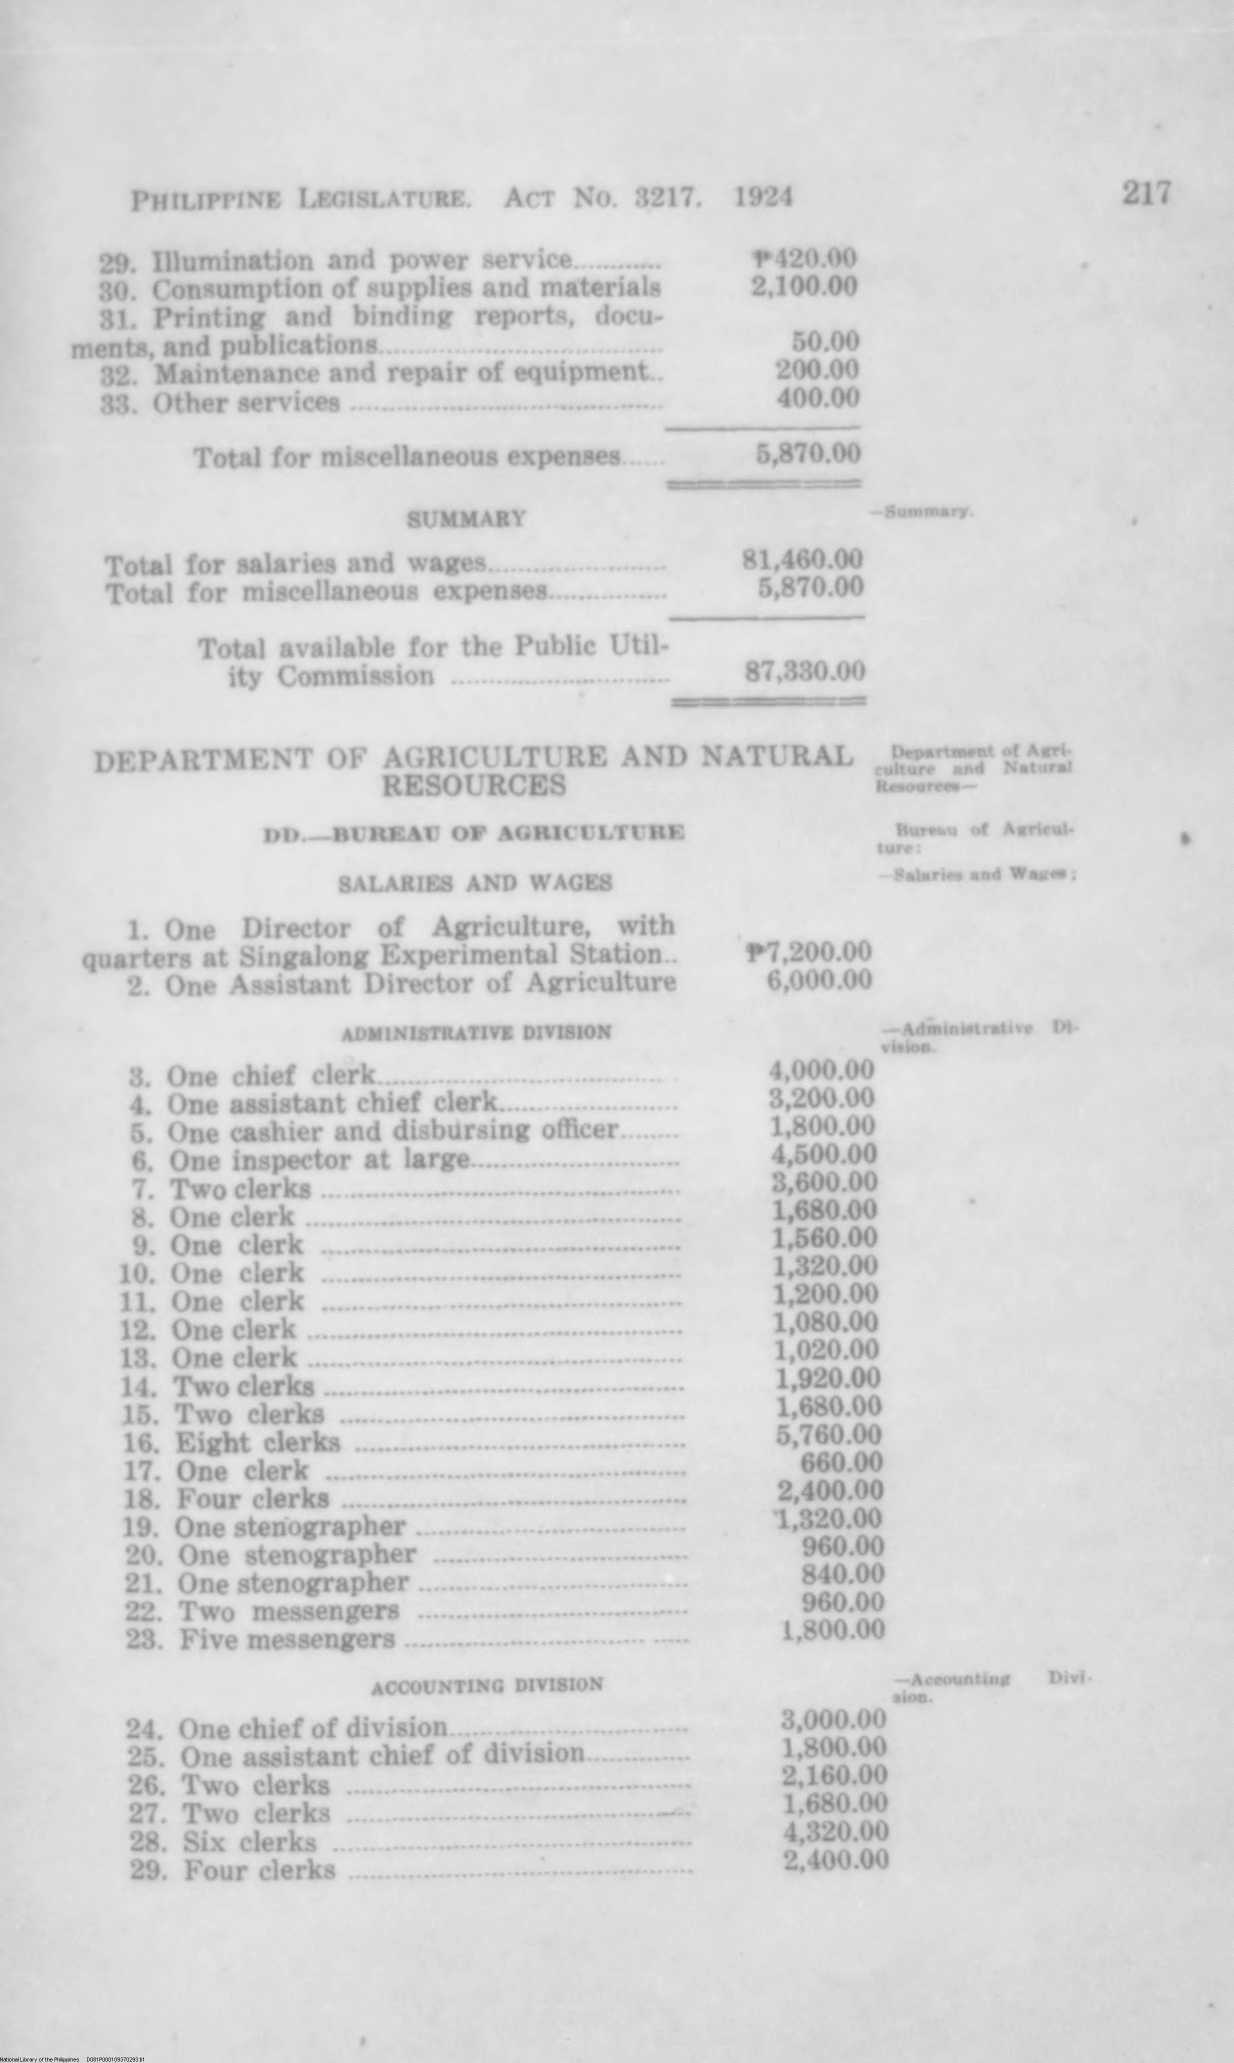 PHILIPPINE LEGISLATURE. ACT NO. 3217. 1924 217
29. Illumination and power service............ ₱420.00
30. Consumption of supplies and materials 2,100.00
31. Printing and binding reports, docu-
ments, and publications...................................... 50.00
32. Maintenance and repair of equipment.. 200.00
33. Other services .......................................... 400.00
Total for miscellaneous expenses...... 5,870.00
SUMMARY —Summary.
Total for salaries and wages........................ 81,460.00
Total for miscellaneous expenses................ 5,870.00
Total available for the Public Util-
ity Commission ............................. 87,330.00
DEPARTMENT OF AGRICULTURE AND NATURAL
RESOURCES
Department of Agri-
culture and Natural
Resources—
DD.—BUREAU OF AGRICULTURE
Bureau of Agricul-
ture:
SALARIES AND WAGES
—Salaries and Wages;
1. One Director of Agriculture, with
quarters at Singalong Experimental Station.. ₱7,200.00
2. One Assistant Director of Agriculture 6,000.00
ADMINISTRATIVE DIVISION
—Administrative Di-
vision.
3. One chief clerk...................................... 4,000.00
4. One assistant chief clerk........................ 3,200.00
5. One cashier and disbursing officer........ 1,800.00
6. One inspector at large............................ 4,500.00
7. Two clerks ................................................ 3,600.00
8. One clerk .................................................. 1,680.00
9. One clerk ................................................ 1,560.00
10. One clerk ................................................ 1,320.00
11. One clerk ................................................ 1,200.00
12. One clerk .................................................. 1,080.00
13. One clerk .................................................. 1,020.00
14. Two clerks ................................................ 1,920.00
15. Two clerks .............................................. 1,680.00
16. Eight clerks ............................................ 5,760.00
17. One clerk ................................................ 660.00
18. Four clerks .............................................. 2,400.00
19. One stenographer .................................... 1,320.00
20. One stenographer .................................. 960.00
21. One stenographer .................................... 840.00
22. Two messengers .................................... 960.00
23. Five messengers ...................................... 1,800.00
ACCOUNTING DIVISION
—Accounting Divi-
sion.
24. One chief of division................................ 3,000.00
25. One assistant chief of division.............. 1,800.00
26. Two clerks .............................................. 2,160.00
27. Two clerks .............................................. 1,680.00
28. Six clerks ................................................ 4,320.00
29. Four clerks .............................................. 2,400.00
National Library of the Philippines